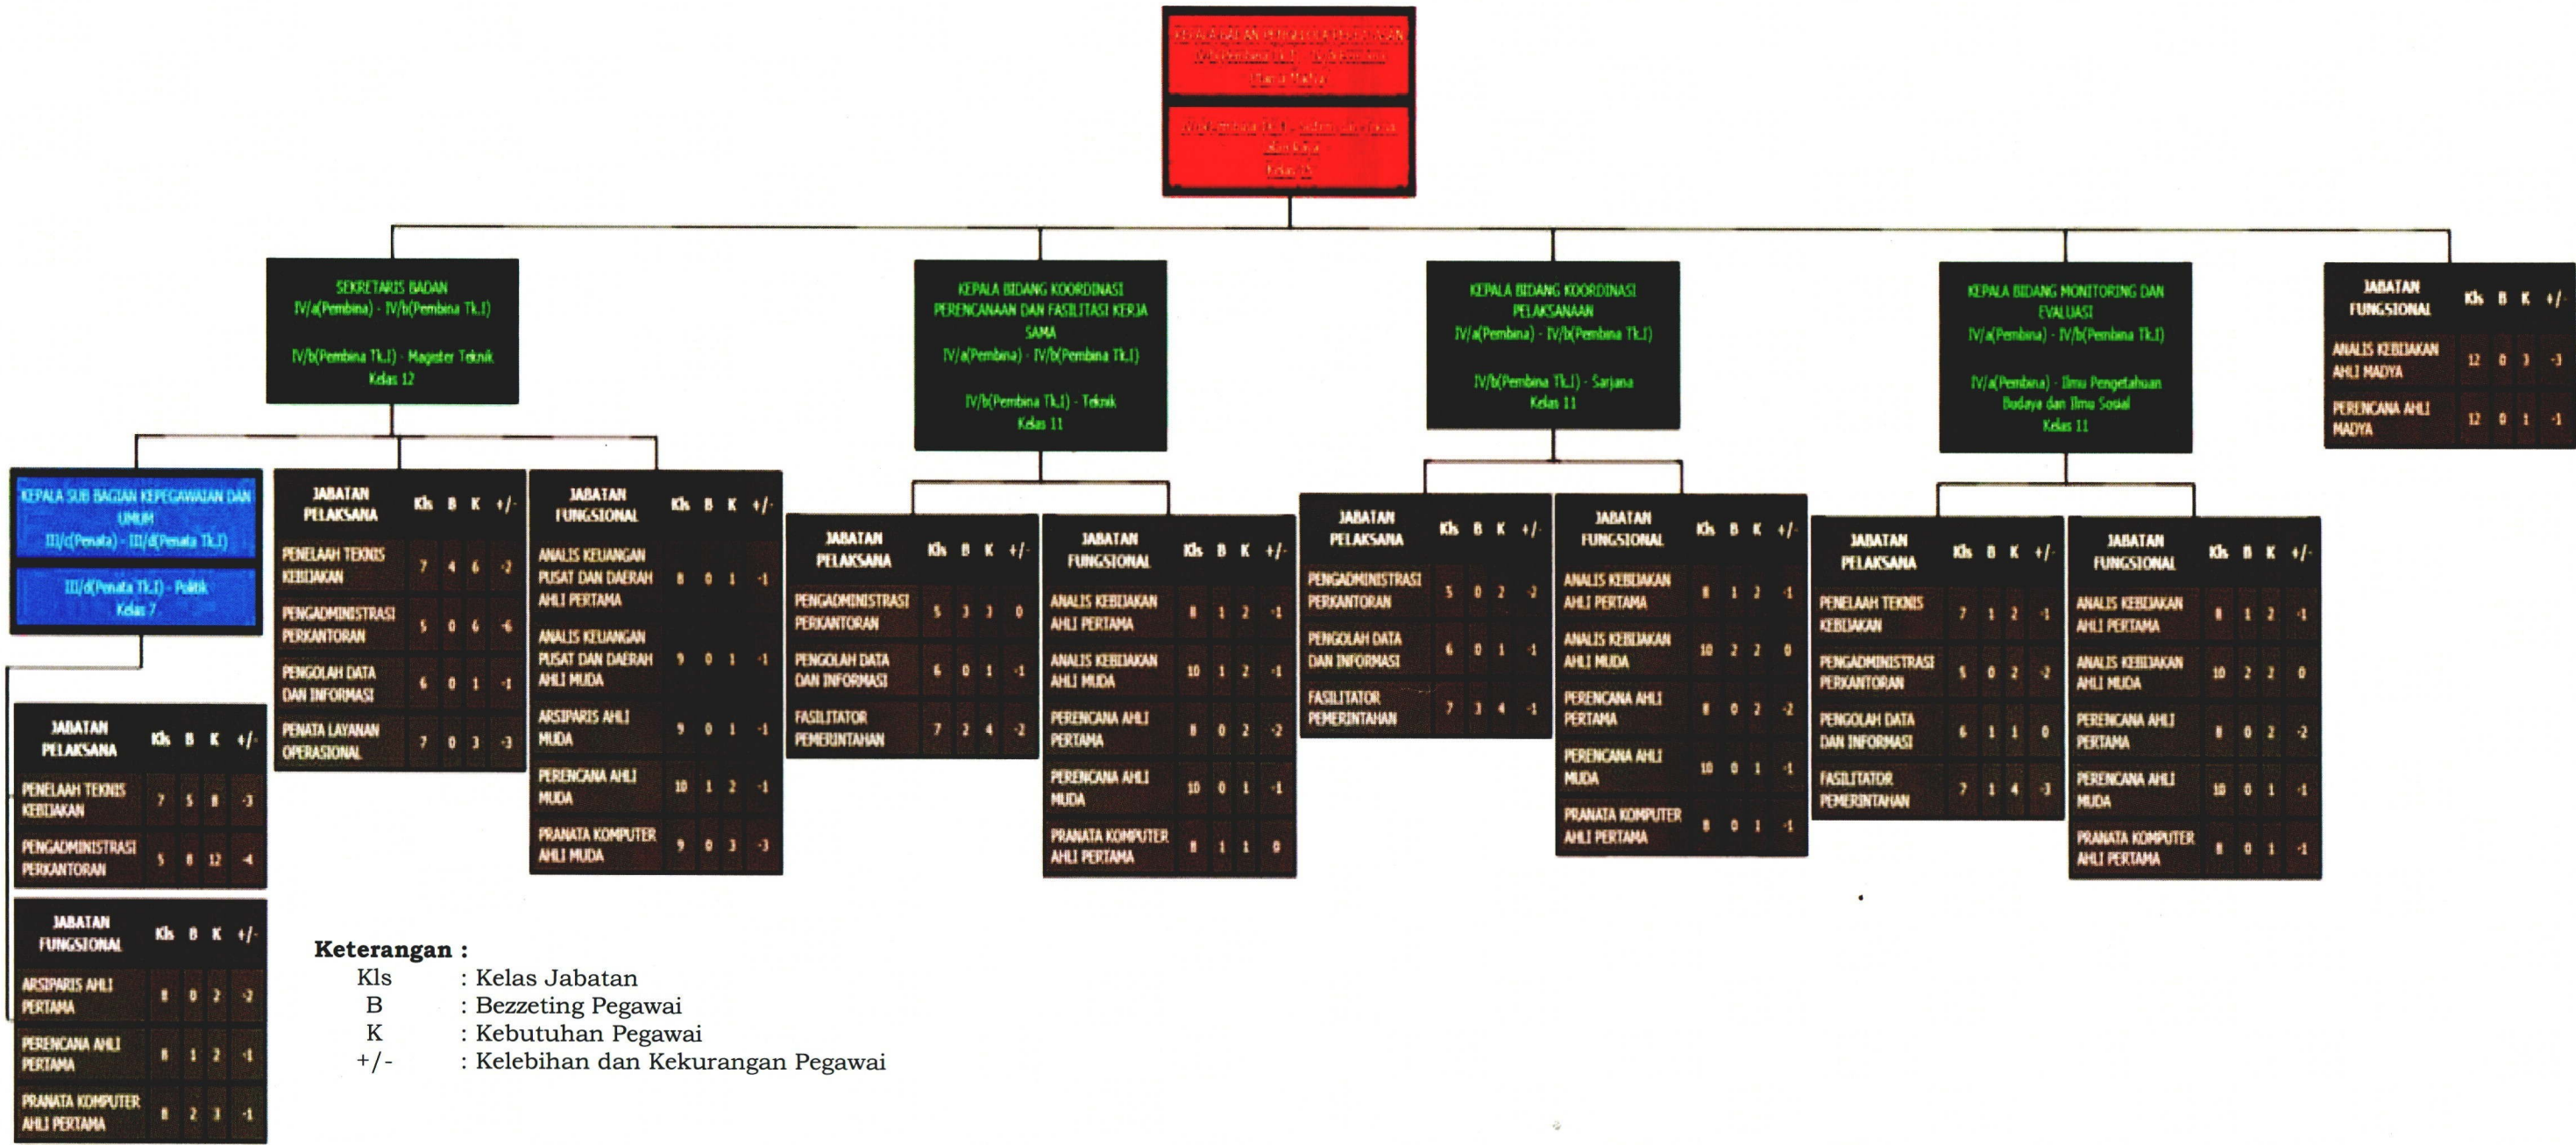 KEPALA BADAN PENGELOLA PERBATASAN
Kelas 15
SEKRETARIS BADAN
IV/a(Pembina) - IV/b(Pembina Tk.I)
IV/b(Pembina Tk.I) - Magister Teknik
Kelas 12
KEPALA BIDANG KOORDINASI
PERENCANAAN DAN FASILITASI KERJA
SAMA
IV/a(Pembina) - IV/b(Pembina Tk.I)
IV/b(Pembina Tk.I) - Teknik
Kelas 11
KEPALA BIDANG KOORDINASI
PELAKSANAAN
IV/a(Pembina) - IV/b(Pembina Tk.I)
IV/b(Pembina Tk.I) - Sarjana
Kelas 11
KEPALA BIDANG MONITORING DAN
EVALUASI
IV/a(Pembina) - IV/b(Pembina Tk.I)
IV/a(Pembina) - Ilmu Pengetahuan
Budaya dan Ilmu Sosial
Kelas 11
JABATAN
FUNGSIONAL Kls B K +/-
ANALIS KEBIJAKAN
AHLI MADYA 12 0 3 -3
PERENCANA AHLI
MADYA 12 0 1 -1
KEPALA SUB BAGIAN KEPEGAWAIAN DAN
UMUM
III/c(Penata) - III/d(Penata Tk.I)
III/d(Penata Tk.I) - Politik
Kelas 7
JABATAN
PELAKSANA Kls B K +/-
PENELAAH TEKNIS
KEBIJAKAN 7 5 8 -3
PENGADMINISTRASI
PERKANTORAN 5 8 12 -4
JABATAN
FUNGSIONAL Kls B K +/-
ARSIPARIS AHLI
PERTAMA 8 0 2 -2
PERENCANA AHLI
PERTAMA 8 1 2 -1
PRANATA KOMPUTER
AHLI PERTAMA 8 2 3 -1
JABATAN
PELAKSANA Kls B K +/-
PENELAAH TEKNIS
KEBIJAKAN 7 4 6 -2
PENGADMINISTRASI
PERKANTORAN 5 0 6 -6
PENGOLAH DATA
DAN INFORMASI 6 0 1 -1
PENATA LAYANAN
OPERASIONAL 7 0 3 -3
JABATAN
FUNGSIONAL Kls B K +/-
ANALIS KEUANGAN
PUSAT DAN DAERAH
AHLI PERTAMA 8 0 1 -1
ANALIS KEUANGAN
PUSAT DAN DAERAH
AHLI MUDA 9 0 1 -1
ARSIPARIS AHLI
MUDA 9 0 1 -1
PERENCANA AHLI
MUDA 10 1 2 -1
PRANATA KOMPUTER
AHLI MUDA 9 0 3 -3
JABATAN
PELAKSANA Kls B K +/-
PENGADMINISTRASI
PERKANTORAN 5 3 3 0
PENGOLAH DATA
DAN INFORMASI 6 0 1 -1
FASILITATOR
PEMERINTAHAN 7 2 4 -2
JABATAN
FUNGSIONAL Kls B K +/-
ANALIS KEBIJAKAN
AHLI PERTAMA 8 1 2 -1
ANALIS KEBIJAKAN
AHLI MUDA 10 1 2 -1
PERENCANA AHLI
PERTAMA 8 0 2 -2
PERENCANA AHLI
MUDA 10 0 1 -1
PRANATA KOMPUTER
AHLI PERTAMA 8 1 1 0
JABATAN
PELAKSANA Kls B K +/-
PENGADMINISTRASI
PERKANTORAN 5 0 2 -2
PENGOLAH DATA
DAN INFORMASI 6 0 1 -1
FASILITATOR
PEMERINTAHAN 7 3 4 -1
JABATAN
FUNGSIONAL Kls B K +/-
ANALIS KEBIJAKAN
AHLI PERTAMA 8 1 2 -1
ANALIS KEBIJAKAN
AHLI MUDA 10 2 2 0
PERENCANA AHLI
PERTAMA 8 0 2 -2
PERENCANA AHLI
MUDA 10 0 1 -1
PRANATA KOMPUTER
AHLI PERTAMA 8 0 1 -1
JABATAN
PELAKSANA Kls B K +/-
PENELAAH TEKNIS
KEBIJAKAN 7 1 2 -1
PENGADMINISTRASI
PERKANTORAN 5 0 2 -2
PENGOLAH DATA
DAN INFORMASI 6 1 1 0
FASILITATOR
PEMERINTAHAN 7 1 4 -3
JABATAN
FUNGSIONAL Kls B K +/-
ANALIS KEBIJAKAN
AHLI PERTAMA 8 1 2 -1
ANALIS KEBIJAKAN
AHLI MUDA 10 2 2 0
PERENCANA AHLI
PERTAMA 8 0 2 -2
PERENCANA AHLI
MUDA 10 0 1 -1
PRANATA KOMPUTER
AHLI PERTAMA 8 0 1 -1
Keterangan :
Kls : Kelas Jabatan
B : Bezzeting Pegawai
K : Kebutuhan Pegawai
+/- : Kelebihan dan Kekurangan Pegawai